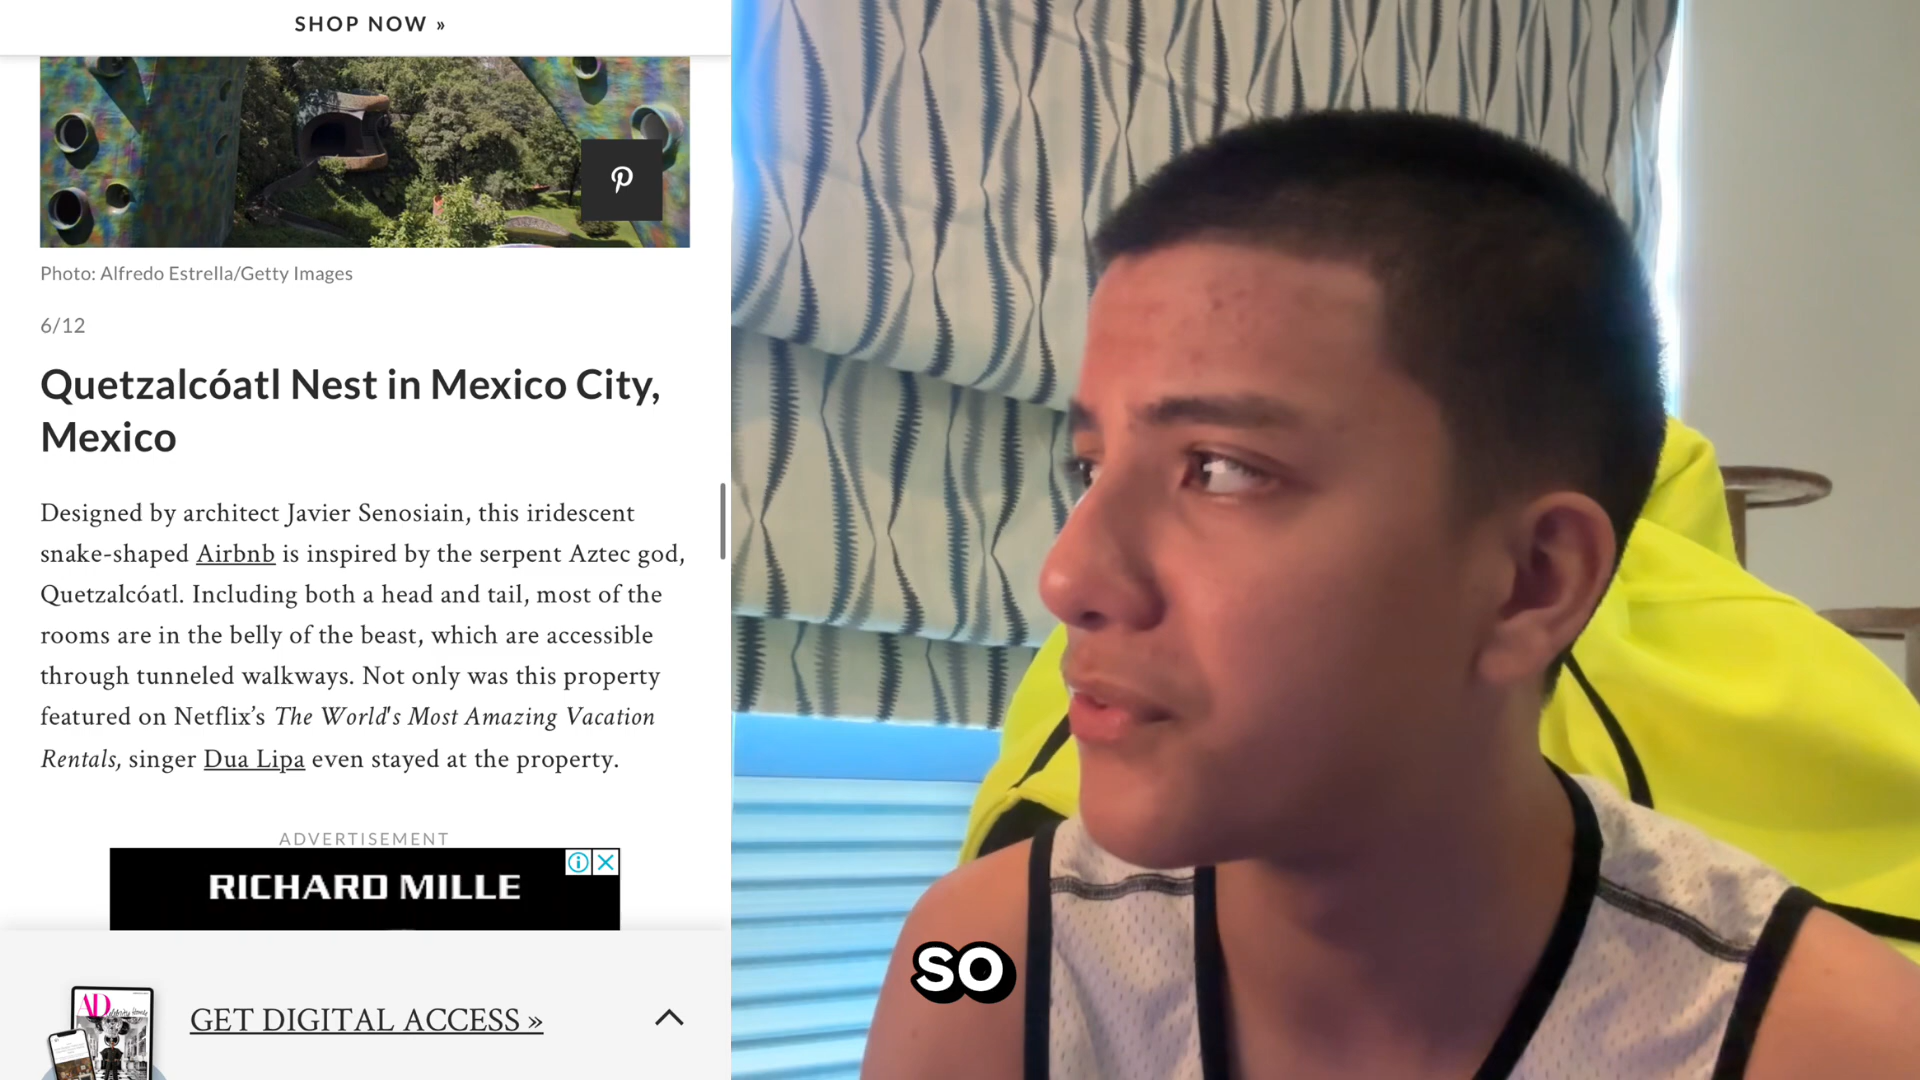 SHOP NOW »
Photo: Alfredo Estrella/Getty Images
6/12
Quetzalcóatl Nest in Mexico City,
Mexico
Designed by architect Javier Senosiain, this iridescent
snake-shaped Airbnb is inspired by the serpent Aztec god,
Quetzalcóatl. Including both a head and tail, most of the
rooms are in the belly of the beast, which are accessible
through tunneled walkways. Not only was this property
featured on Netflix’s The World's Most Amazing Vacation
Rentals, singer Dua Lipa even stayed at the property.
ADVERTISEMENT
RICHARD MILLE
AD
GET DIGITAL ACCESS »
SO